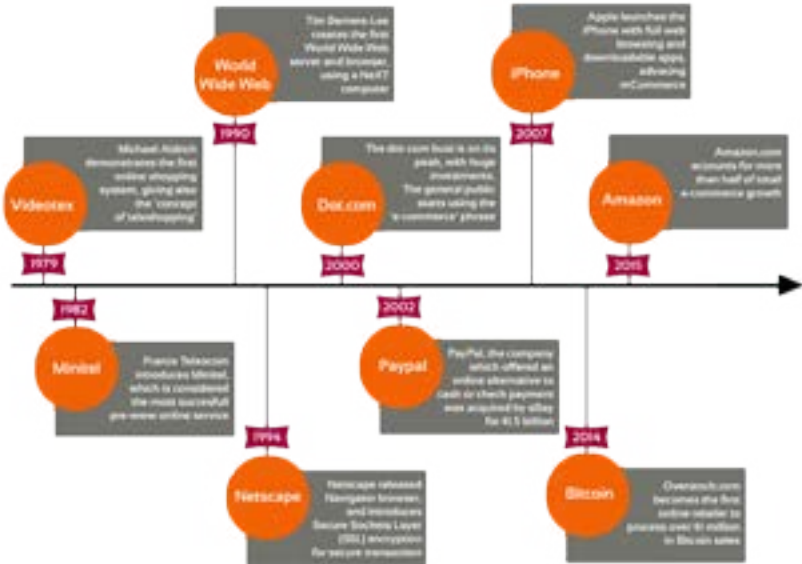 World
Wide Web
Tim Berners-Lee
creates the first
World Wide Web
server and browser,
using a NeXT
computer
1990
iPhone
Apple launches the
iPhone with full web
browsing and
downloadable apps,
advancing
mCommerce
2007
Videotex
Michael Aldrich
demonstrates the first
online shopping
system, giving also
the 'concept
of teleshopping'
1979
Dot.com
The dot com bust is on its
peak, with huge
investments.
The general public
starts using the
'e-commerce' phrase
2000
Amazon
Amazon.com
accounts for more
than half of
e-commerce growth
2015
1982
Minitel
France Telecom
introduces Minitel,
which is considered
the most
pre-www online service
2002
Paypal
PayPal, the company
which offered an
online alternative to
cash or check payment
was acquired by eBay
for $1.5 billion
1994
Netscape
Netscape released
Navigator browser,
and introduces
Secure Sockets Layer
(SSL) encryption
for secure transaction
2014
Bitcoin
Overstock.com
becomes the first
online retailer to
process over $1 million
in Bitcoin sales